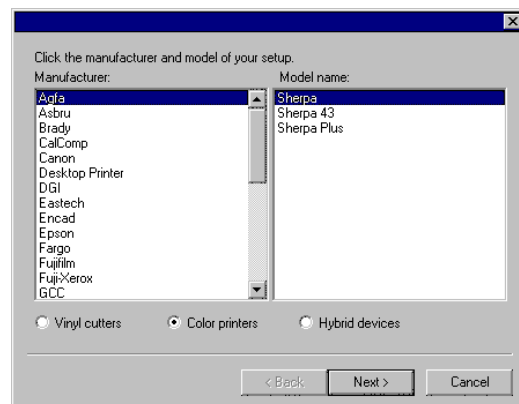 Click the manufacturer and model of your setup.
Manufacturer:
Model name:
Agfa
Asbru
Brady
CalComp
Canon
Desktop Printer
DGI
Eastech
Encad
Epson
Fargo
Fujifilm
Fuji-Xerox
GCC
Sherpa
Sherpa 43
Sherpa Plus
Vinyl cutters
Color printers
Hybrid devices
< Back
Next >
Cancel